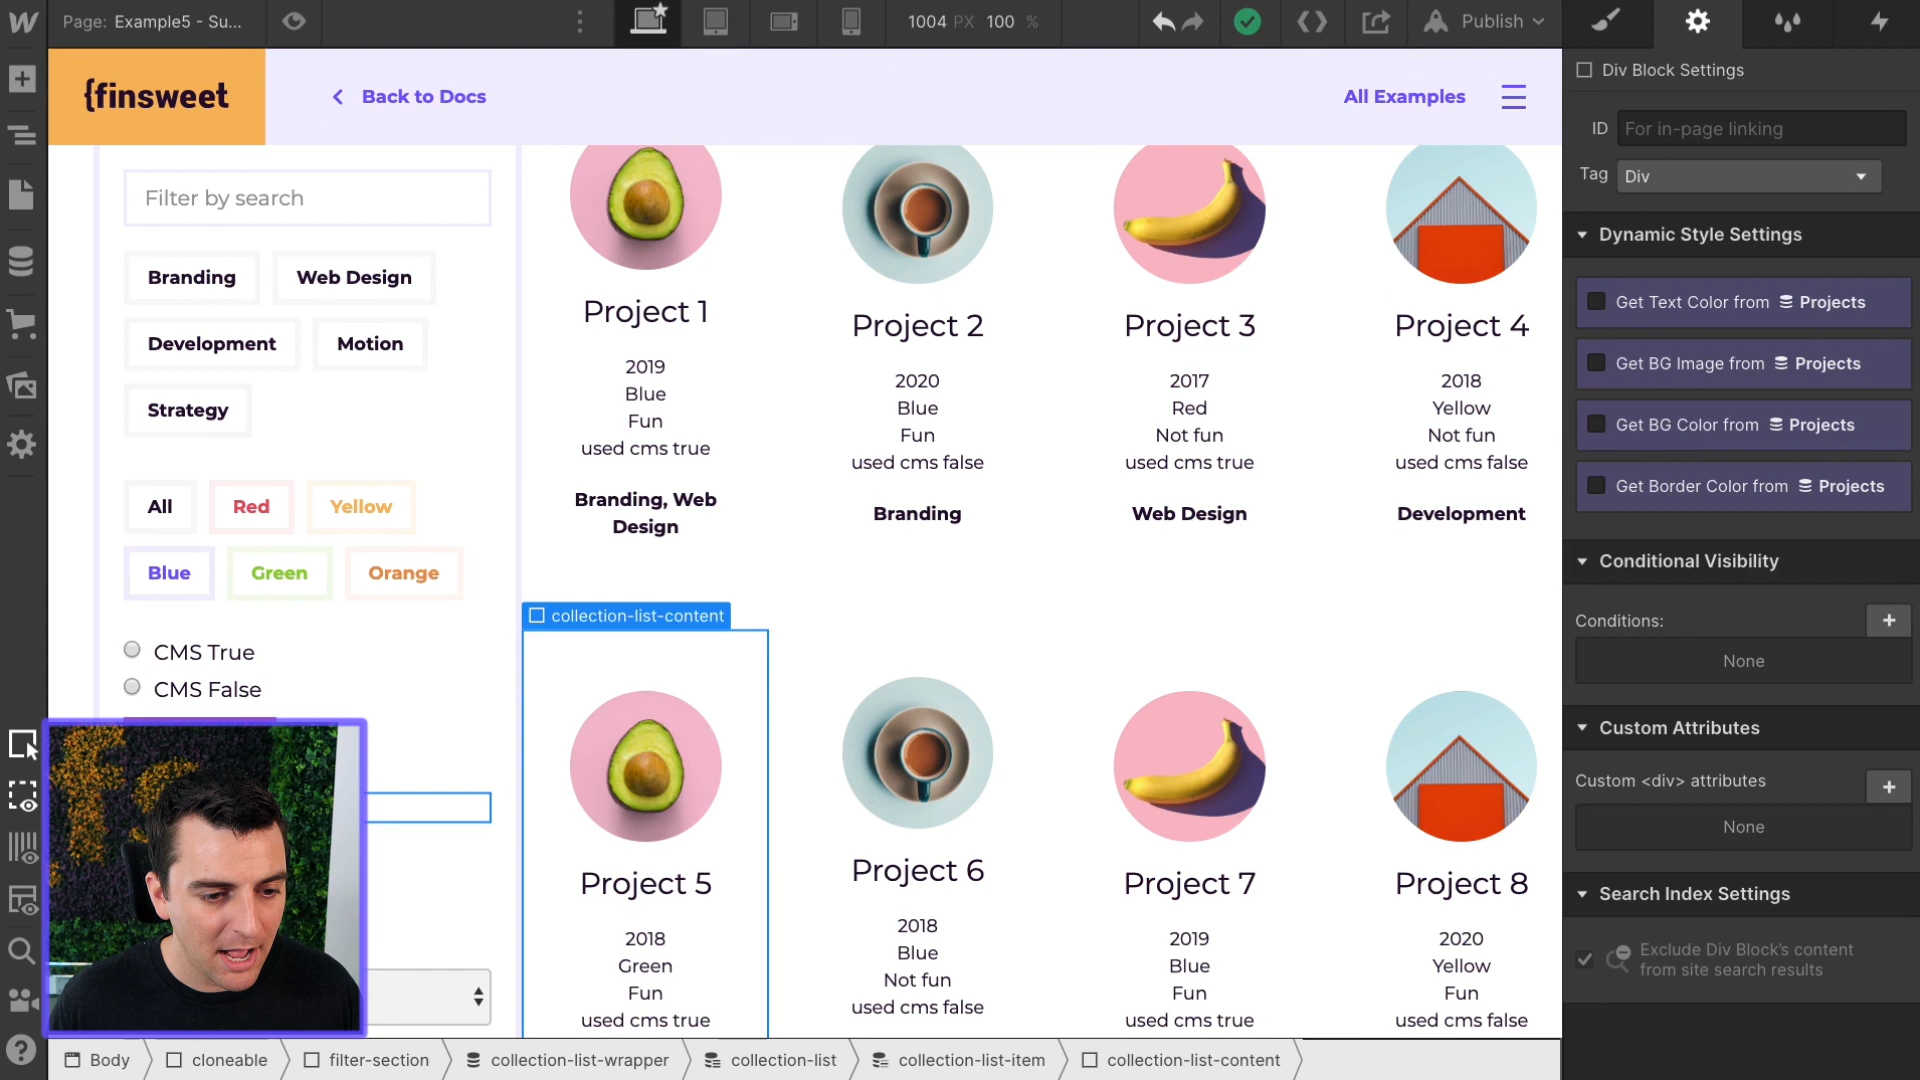 Page: Example5 - Su...
1004 PX 100 %
Publish
{finsweet
Back to Docs
All Examples
Filter by search
Branding
Web Design
Development
Motion
Strategy
All
Red
Yellow
Blue
Green
Orange
CMS True
CMS False
Project 1
2019
Blue
Fun
used cms true
Branding, Web
Design
Project 2
2020
Blue
Fun
used cms false
Branding
Project 3
2017
Red
Not fun
used cms true
Web Design
Project 4
2018
Yellow
Not fun
used cms false
Development
collection-list-content
Project 5
2018
Green
Fun
used cms true
Project 6
2018
Blue
Not fun
used cms false
Project 7
2019
Blue
Fun
used cms true
Project 8
2020
Yellow
Fun
used cms false
Div Block Settings
ID For in-page linking
Tag Div
Dynamic Style Settings
Get Text Color from Projects
Get BG Image from Projects
Get BG Color from Projects
Get Border Color from Projects
Conditional Visibility
Conditions:
None
Custom Attributes
Custom <div> attributes
None
Search Index Settings
Exclude Div Block's content
from site search results
Body
cloneable
filter-section
collection-list-wrapper
collection-list
collection-list-item
collection-list-content